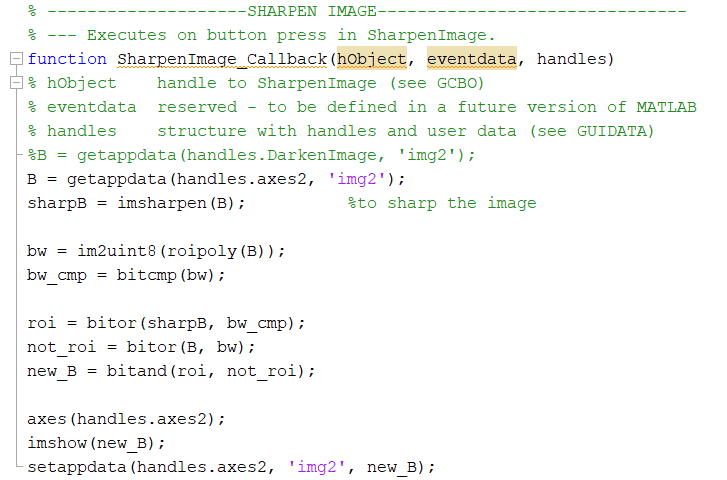 % --------------------SHARPEN IMAGE-------------------------------
% --- Executes on button press in SharpenImage.
function SharpenImage_Callback(hObject, eventdata, handles)
% hObject    handle to SharpenImage (see GCBO)
% eventdata  reserved - to be defined in a future version of MATLAB
% handles    structure with handles and user data (see GUIDATA)
%B = getappdata(handles.DarkenImage, 'img2');
B = getappdata(handles.axes2, 'img2');
sharpB = imsharpen(B);          %to sharp the image
bw = im2uint8(roipoly(B));
bw_cmp = bitcmp(bw);
roi = bitor(sharpB, bw_cmp);
not_roi = bitor(B, bw);
new_B = bitand(roi, not_roi);
axes(handles.axes2);
imshow(new_B);
setappdata(handles.axes2, 'img2', new_B);